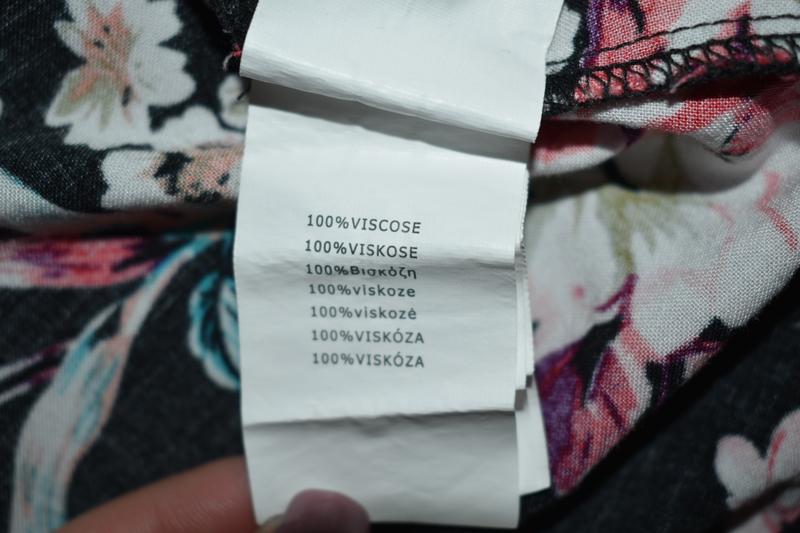 100%VISCOSE
100%VISKOSE
100%Βισκόζη
100%viskoze
100%viskozė
100%VISKÓZA
100%VISKÓZA